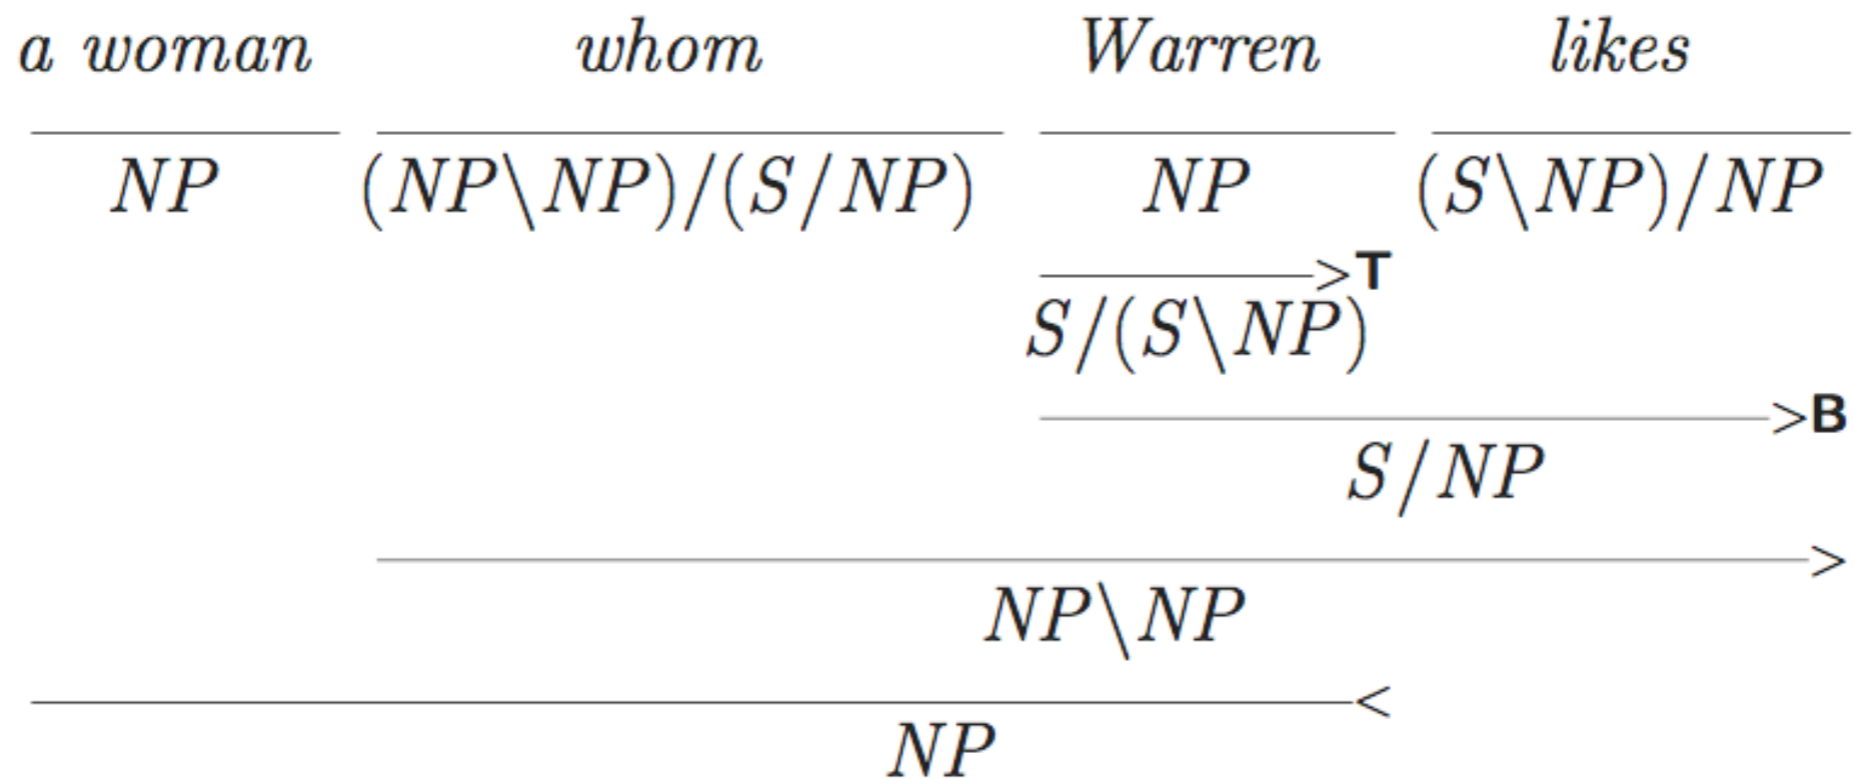 a woman whom Warren likes
NP (NP\NP)/(S/NP) NP (S\NP)/NP
>T
S/(S\NP)
>B
S/NP
>
NP\NP
<
NP